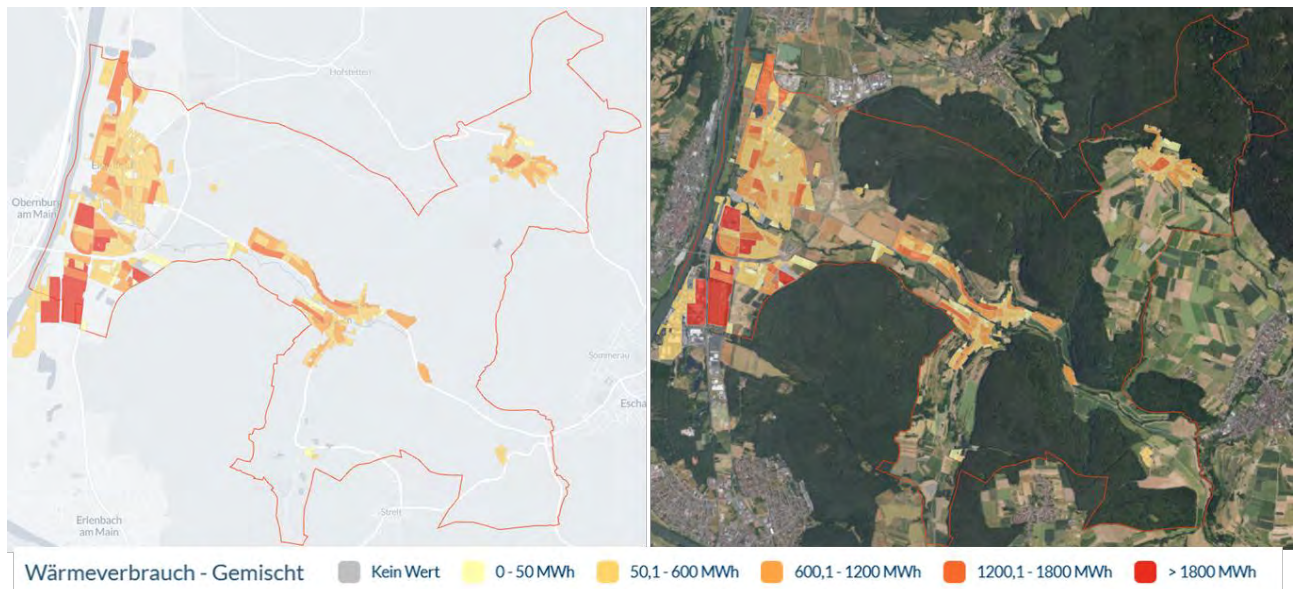 Hofstetten
Obernbur
am Main
Sommerau
Escha
Streit
Erlenbach
am Main
Wärmeverbrauch - Gemischt Kein Wert 0 - 50 MWh 50,1 - 600 MWh 600,1 - 1200 MWh 1200,1 - 1800 MWh > 1800 MWh